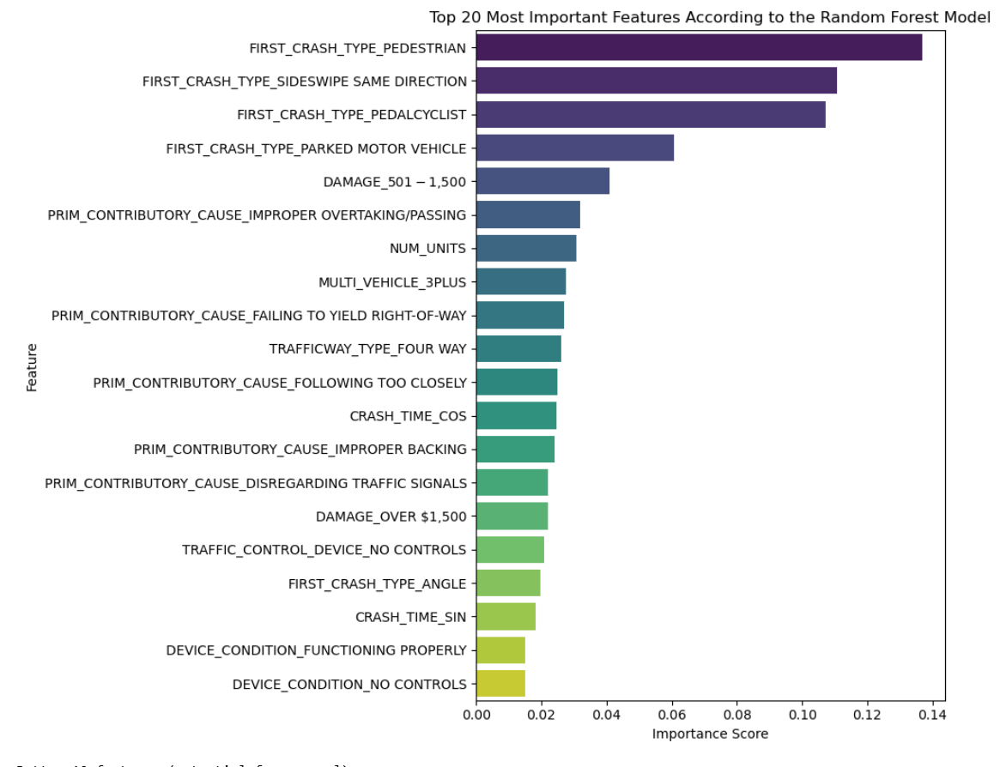 Top 20 Most Important Features According to the Random Forest Model
FIRST_CRASH_TYPE_PEDESTRIAN
FIRST_CRASH_TYPE_SIDESWIPE SAME DIRECTION
FIRST_CRASH_TYPE_PEDALCYCLIST
FIRST_CRASH_TYPE_PARKED MOTOR VEHICLE
DAMAGE_501 − 1,500
PRIM_CONTRIBUTORY_CAUSE_IMPROPER OVERTAKING/PASSING
NUM_UNITS
MULTI_VEHICLE_3PLUS
PRIM_CONTRIBUTORY_CAUSE_FAILING TO YIELD RIGHT-OF-WAY
TRAFFICWAY_TYPE_FOUR WAY
Feature
PRIM_CONTRIBUTORY_CAUSE_FOLLOWING TOO CLOSELY
CRASH_TIME_COS
PRIM_CONTRIBUTORY_CAUSE_IMPROPER BACKING
PRIM_CONTRIBUTORY_CAUSE_DISREGARDING TRAFFIC SIGNALS
DAMAGE_OVER $1,500
TRAFFIC_CONTROL_DEVICE_NO CONTROLS
FIRST_CRASH_TYPE_ANGLE
CRASH_TIME_SIN
DEVICE_CONDITION_FUNCTIONING PROPERLY
DEVICE_CONDITION_NO CONTROLS
0.00 0.02 0.04 0.06 0.08 0.10 0.12 0.14
Importance Score